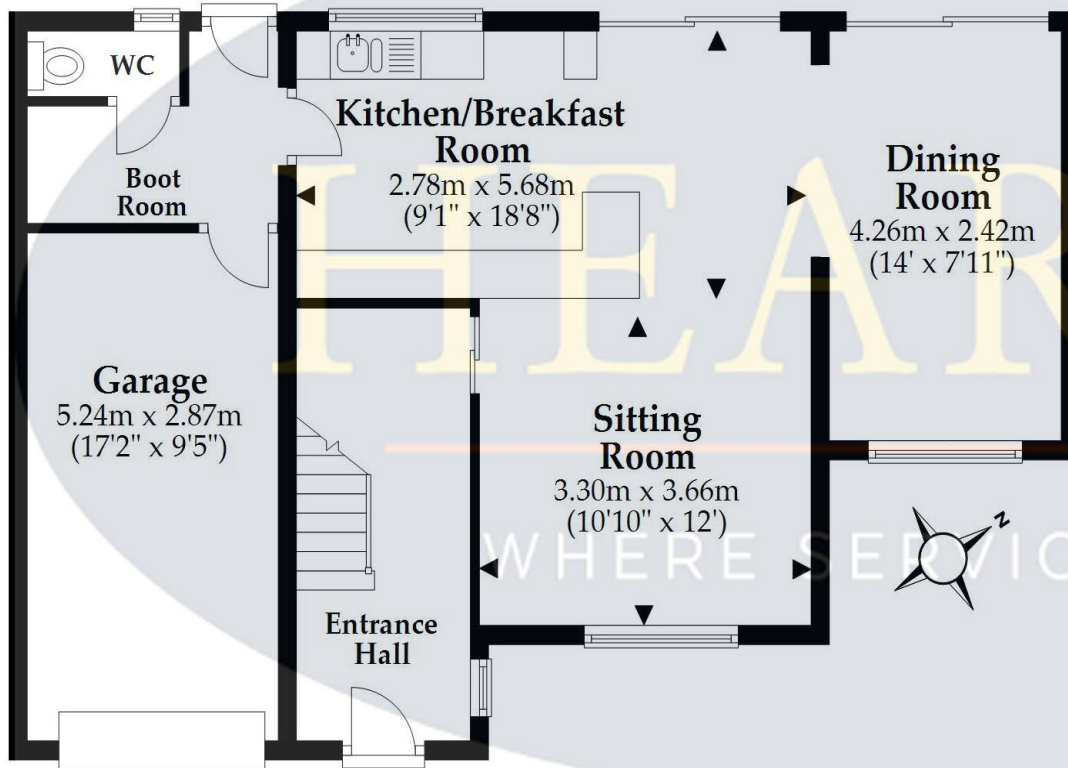 WC
Kitchen/Breakfast
Room
2.78m x 5.68m
(9'1" x 18'8")
Dining
Room
4.26m x 2.42m
(14' x 7'11")
Boot
Room
HEAR
Garage
5.24m x 2.87m
(17'2" x 9'5")
Sitting
Room
3.30m x 3.66m
(10'10" x 12')
WHERE SERVIC
N
Entrance
Hall